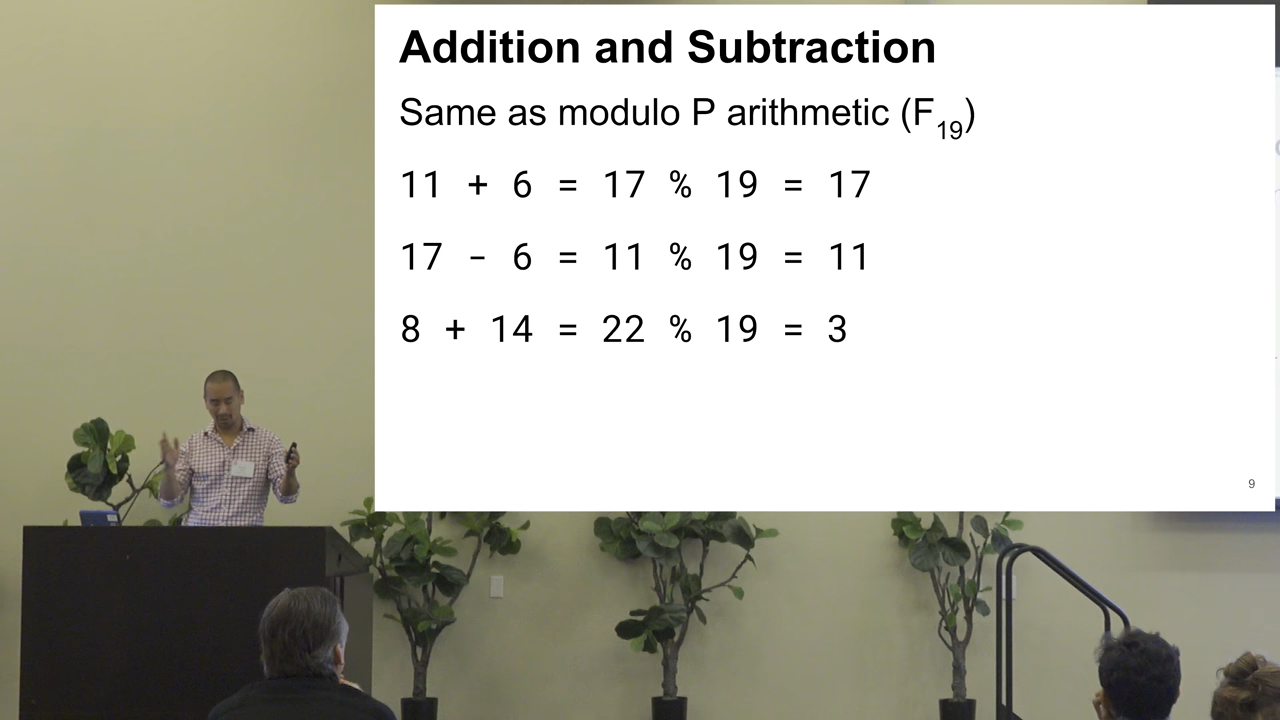 Addition and Subtraction
Same as modulo P arithmetic (F19)
11 + 6 = 17 % 19 = 17
17 - 6 = 11 % 19 = 11
8 + 14 = 22 % 19 = 3
9